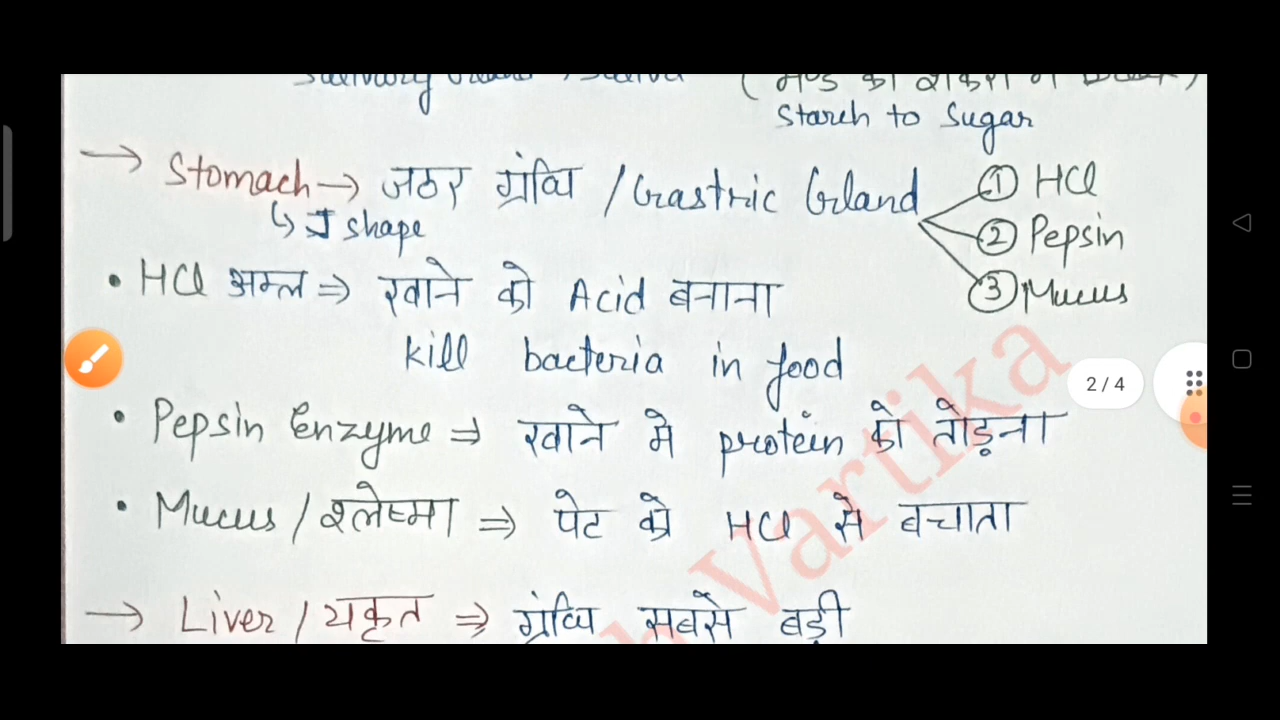 Starch to Sugar
→ Stomach → जठर ग्रंथि / Gastric Gland
① HCl
② Pepsin
③ Mucus
↳ J shape
• HCl अम्ल ⇒ खाने को Acid बनाना
kill bacteria in food
• Pepsin Enzyme ⇒ खाने मे protein को तोड़ना
• Mucus / श्लेष्मा ⇒ पेट को HCl से बचाता
→ Liver / यकृत ⇒ ग्रंथि सबसे बड़ी
2 / 4
Vartika